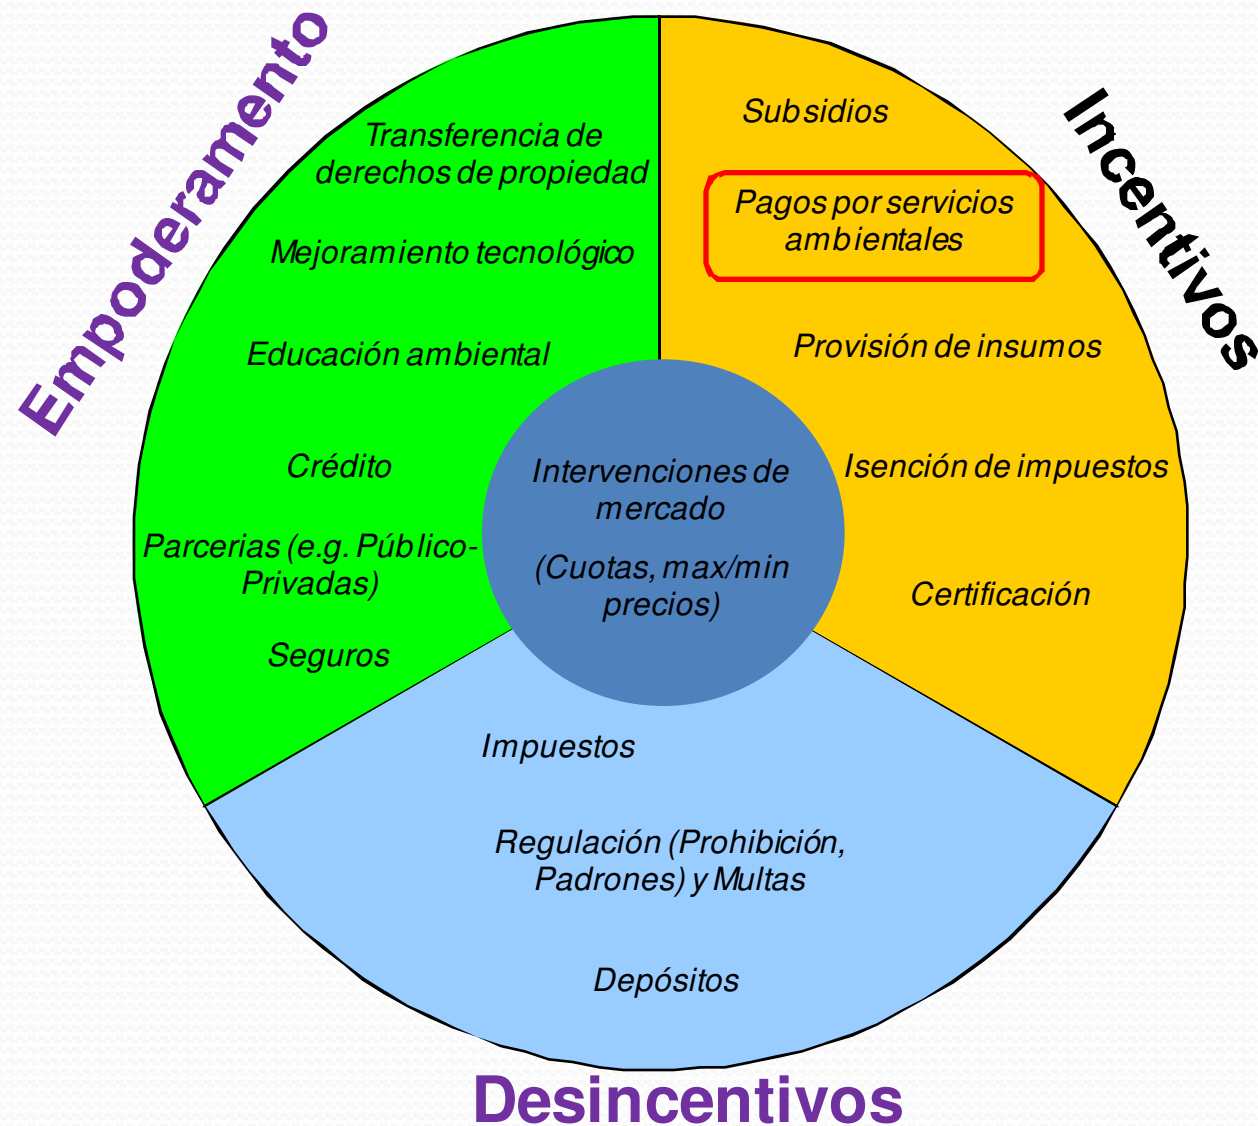 Empoderamento
Transferencia de
derechos de propiedad
Mejoramiento tecnológico
Educación ambiental
Crédito
Parcerias (e.g. Público-
Privadas)
Seguros
Incentivos
Subsidios
Pagos por servicios
ambientales
Provisión de insumos
Isención de impuestos
Certificación
Intervenciones de
mercado
(Cuotas, max/min
precios)
Impuestos
Regulación (Prohibición,
Padrones) y Multas
Depósitos
Desincentivos